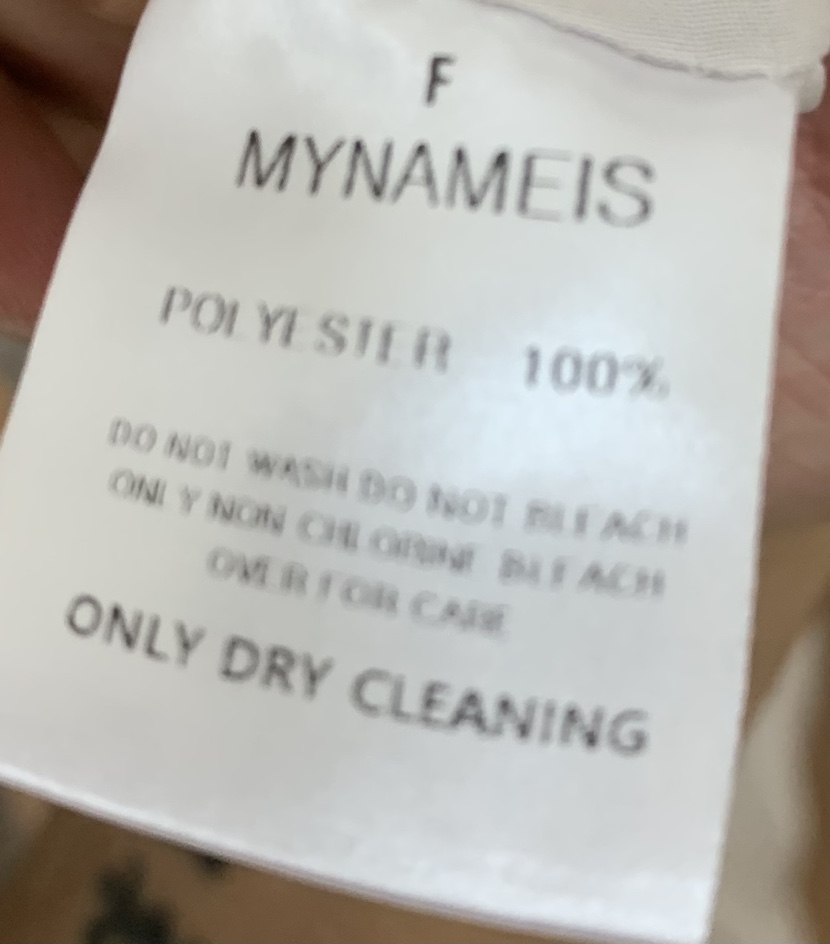 F
MYNAMEIS
POLYESTER 100%
DO NOT WASH DO NOT BLEACH
ONLY NON CHLORINE BLEACH
OVER FOR CARE
ONLY DRY CLEANING